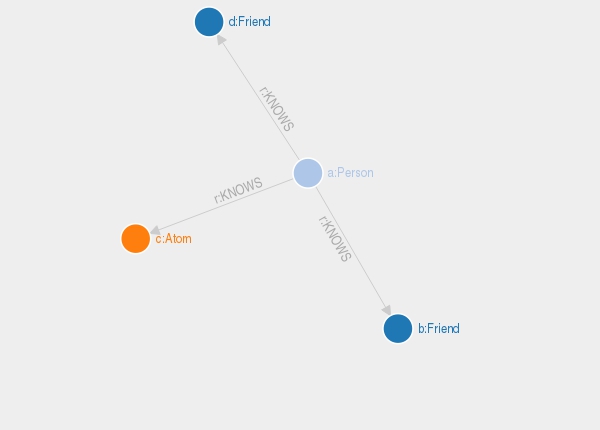 d:Friend
r:KNOWS
a:Person
r:KNOWS
r:KNOWS
c:Atom
b:Friend